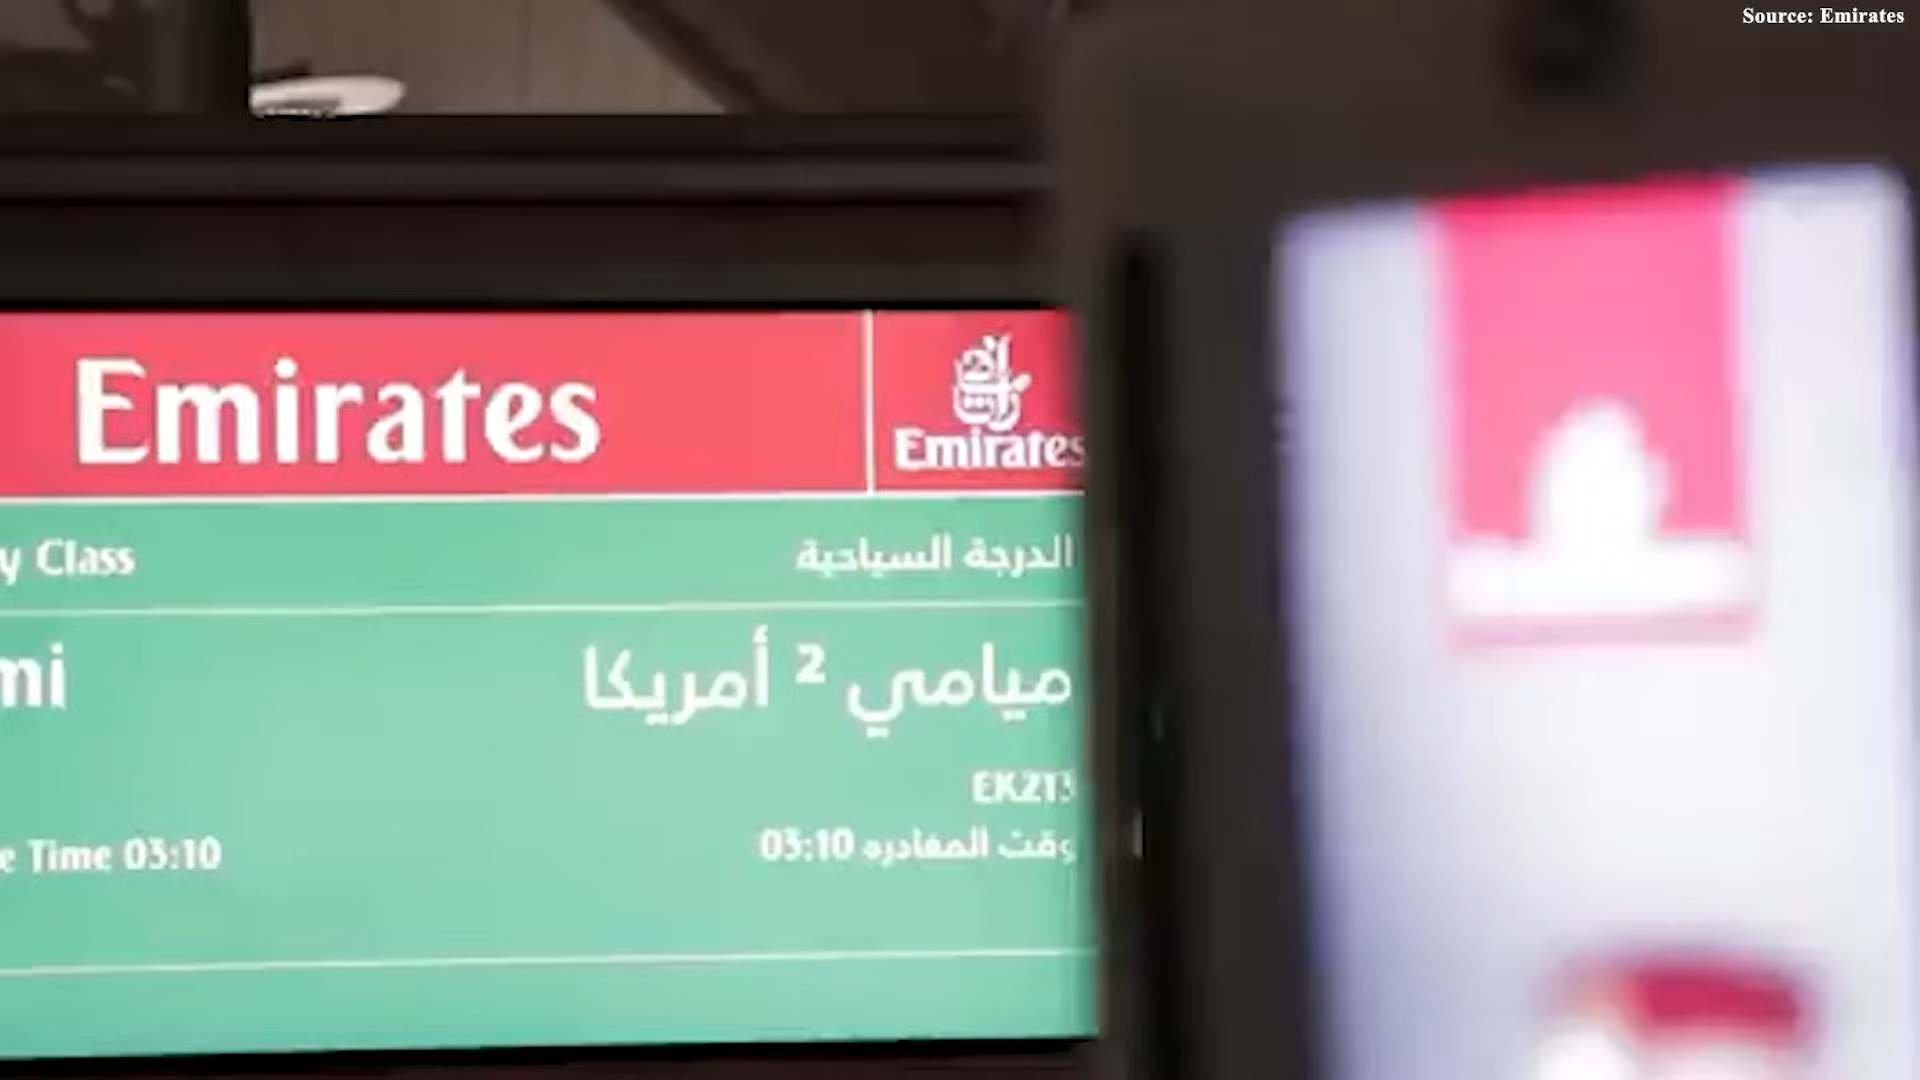 Source: Emirates
Emirates
Emirates
y Class
الدرجة السياحية
mi
ميامي 2 أمريكا
EK213
e Time 03:10
وقت المغادره 03:10